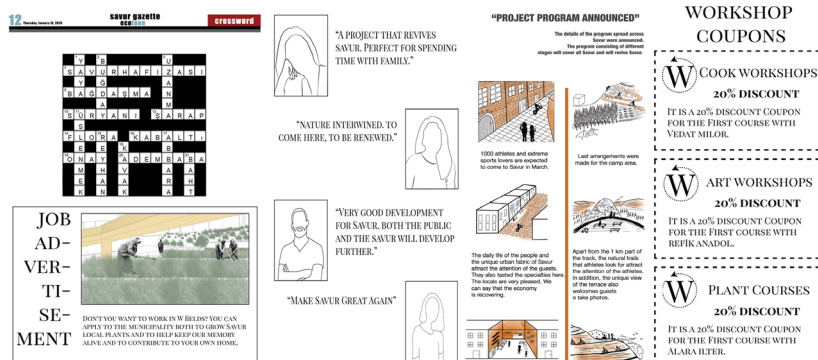 12 Thursday, January 16, 2020
savur gazette
ecotone
crossword
SAVURHAFIZASI
BAĞDAŞMA
SÜRYANİ
ŞARAP
FLORA
KABALTI
ONAY
ADEMBABA
JOB
AD-
VER-
TI-
SE-
MENT
Don't you want to work in W fields? You can
apply to the municipality both to grow Savur
local plants and to help keep our memory
alive and to contribute to your own home.
"A project that revives
Savur. Perfect for spending
time with family."
"Nature intertwined. To
come here, to be renewed."
"Very good development
for Savur. Both the public
and the Savur will develop
further."
"Make Savur Great Again"
"PROJECT PROGRAM ANNOUNCED"
The details of the program spread across
Savur were announced.
The program consisting of different
stages will cover all Savur and will revive Savur.
1000 athletes and extreme
sports lovers are expected
to come to Savur in March.
Last arrangements were
made for the camp area.
The daily life of the people and
the unique urban fabric of Savur
attract the attention of the guests.
They also tasted the specialties here.
The locals are very pleased. We
can say that the economy
is recovering.
Apart from the 1 km part of
the track, the natural trails
that athletes look for attract
the attention of the athletes.
In addition, the unique view
of the terrace also
welcomes guests
to take photos.
WORKSHOP
COUPONS
W
Cook workshops
20% discount
It is a 20% discount Coupon
for the First course with
Vedat Milor.
W
art workshops
20% discount
It is a 20% discount Coupon
for the First course with
Refik Anadol.
W
Plant Courses
20% discount
It is a 20% discount Coupon
for the First course with
Alara Ilter.